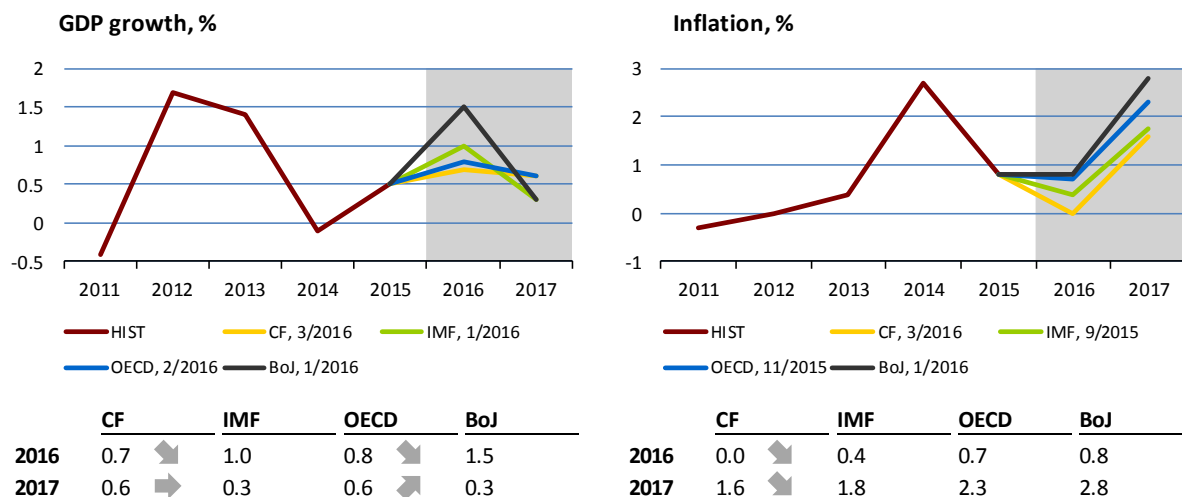 GDP growth, %
2
1.5
1
0.5
0
-0.5
2011 2012 2013 2014 2015 2016 2017
HIST CF, 3/2016 IMF, 1/2016
OECD, 2/2016 BoJ, 1/2016
CF IMF OECD BoJ
2016 0.7 1.0 0.8 1.5
2017 0.6 0.3 0.6 0.3
Inflation, %
3
2
1
0
-1
2011 2012 2013 2014 2015 2016 2017
HIST CF, 3/2016 IMF, 9/2015
OECD, 11/2015 BoJ, 1/2016
CF IMF OECD BoJ
2016 0.0 0.4 0.7 0.8
2017 1.6 1.8 2.3 2.8